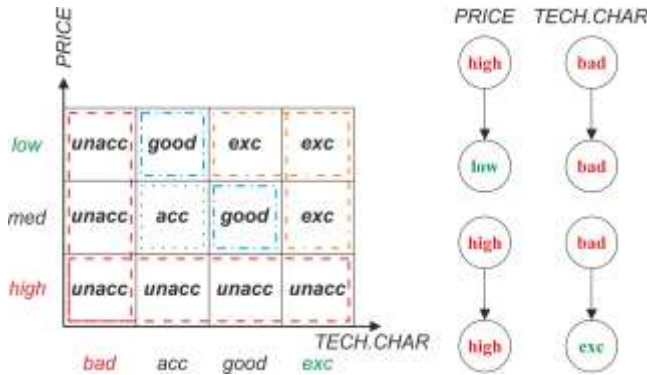 PRICE TECH.CHAR
PRICE
high bad
low unacc good exc exc
low bad
med unacc acc good exc
high bad
high unacc unacc unacc unacc
TECH.CHAR
high exc
bad acc good exc